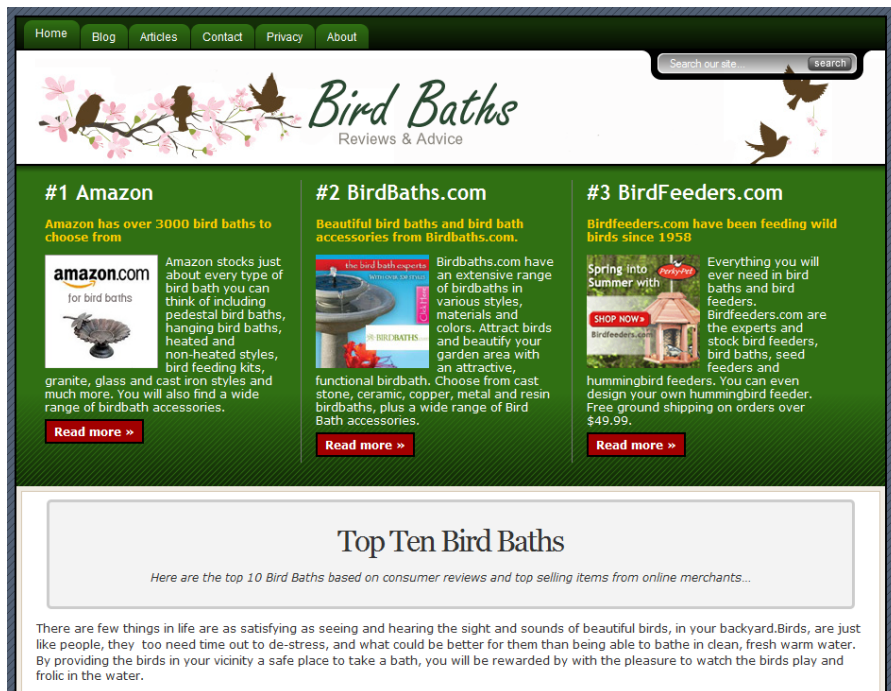 Home Blog Articles Contact Privacy About
Search our site... search
Bird Baths
Reviews & Advice
#1 Amazon
Amazon has over 3000 bird baths to
choose from
amazon.com
for bird baths
Amazon stocks just
about every type of
bird bath you can
think of including
pedestal bird baths,
hanging bird baths,
heated and
non-heated styles,
bird feeding kits,
granite, glass and cast iron styles and
much more. You will also find a wide
range of birdbath accessories.
Read more »
#2 BirdBaths.com
Beautiful bird baths and bird bath
accessories from Birdbaths.com.
the bird bath experts
Click Here
BIRDBATHS.com
Birdbaths.com have
an extensive range
of birdbaths in
various styles,
materials and
colors. Attract birds
and beautify your
garden area with
an attractive,
functional birdbath. Choose from cast
stone, ceramic, copper, metal and resin
birdbaths, plus a wide range of Bird
Bath accessories.
Read more »
#3 BirdFeeders.com
Birdfeeders.com have been feeding wild
birds since 1958
Spring into
Summer with
Perky-Pet
SHOP NOW»
Birdfeeders.com
Everything you will
ever need in bird
baths and bird
feeders.
Birdfeeders.com are
the experts and
stock bird feeders,
bird baths, seed
feeders and
hummingbird feeders. You can even
design your own hummingbird feeder.
Free ground shipping on orders over
$49.99.
Read more »
Top Ten Bird Baths
Here are the top 10 Bird Baths based on consumer reviews and top selling items from online merchants...
There are few things in life are as satisfying as seeing and hearing the sight and sounds of beautiful birds, in your backyard.Birds, are just
like people, they too need time out to de-stress, and what could be better for them than being able to bathe in clean, fresh warm water.
By providing the birds in your vicinity a safe place to take a bath, you will be rewarded by with the pleasure to watch the birds play and
frolic in the water.